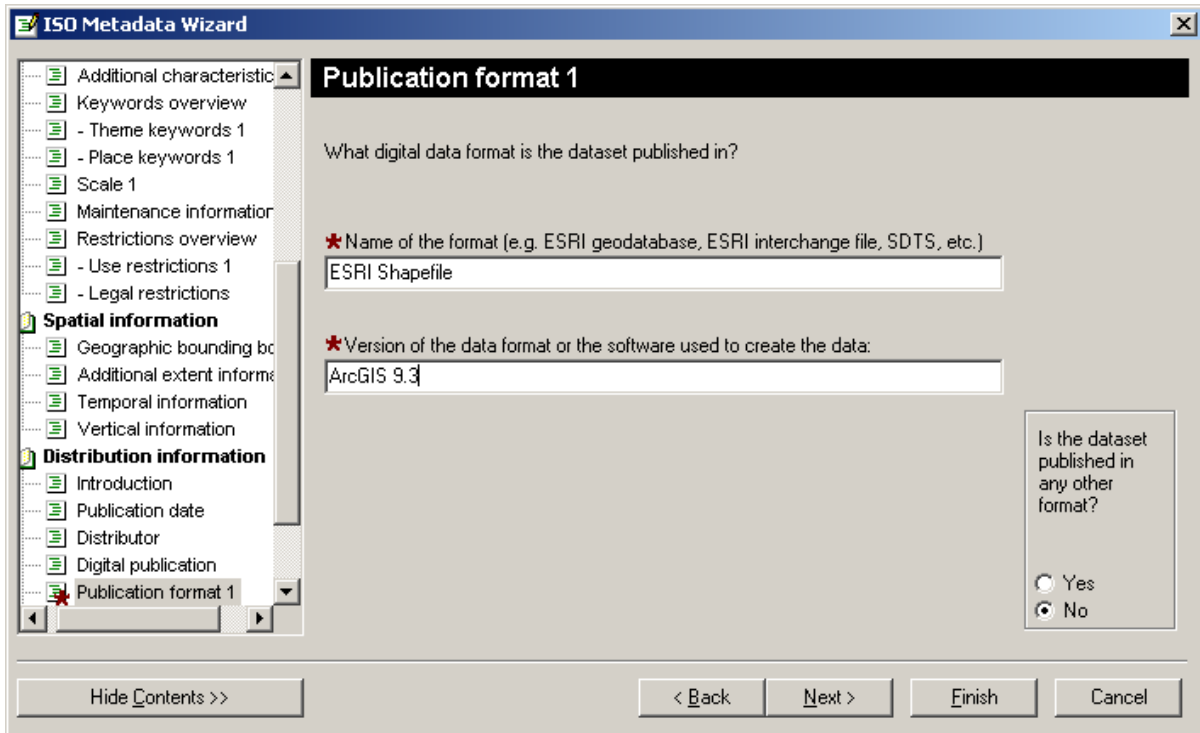 ISO Metadata Wizard
Additional characteristic
Keywords overview
- Theme keywords 1
- Place keywords 1
Scale 1
Maintenance information
Restrictions overview
- Use restrictions 1
- Legal restrictions
Spatial information
Geographic bounding bo
Additional extent informa
Temporal information
Vertical information
Distribution information
Introduction
Publication date
Distributor
Digital publication
Publication format 1
Publication format 1
What digital data format is the dataset published in?
Name of the format (e.g. ESRI geodatabase, ESRI interchange file, SDTS, etc.)
ESRI Shapefile
Version of the data format or the software used to create the data:
ArcGIS 9.3
Is the dataset
published in
any other
format?
Yes
No
Hide Contents >>
< Back
Next >
Finish
Cancel